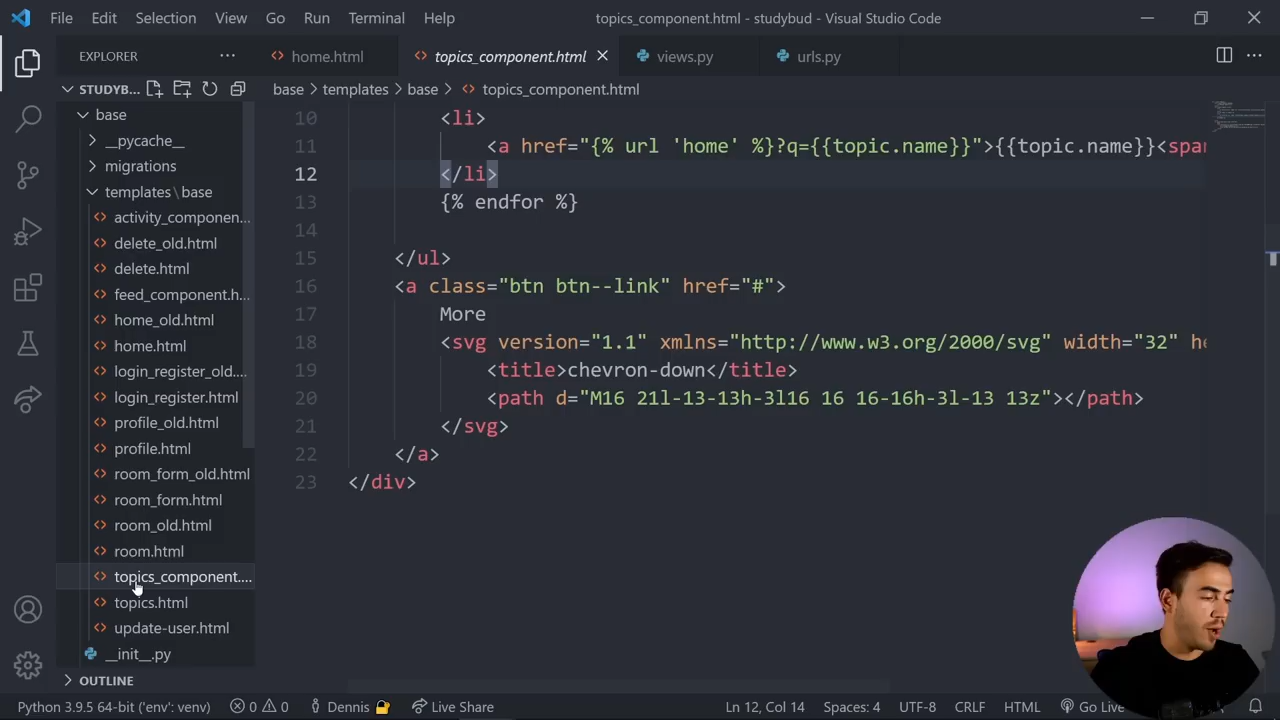 File Edit Selection View Go Run Terminal Help
topics_component.html - studybud - Visual Studio Code
EXPLORER
home.html
topics_component.html
views.py
urls.py
STUDYB...
base > templates > base > topics_component.html
base
__pycache__
migrations
templates \ base
activity_componen...
delete_old.html
delete.html
feed_component.h...
home_old.html
home.html
login_register_old....
login_register.html
profile_old.html
profile.html
room_form_old.html
room_form.html
room_old.html
room.html
topics_component....
topics.html
update-user.html
__init__.py
OUTLINE
10 <li>
11 <a href="{% url 'home' %}?q={{topic.name}}">{{topic.name}}<span
12 </li>
13 {% endfor %}
14
15 </ul>
16 <a class="btn btn--link" href="#">
17 More
18 <svg version="1.1" xmlns="http://www.w3.org/2000/svg" width="32" he
19 <title>chevron-down</title>
20 <path d="M16 21l-13-13h-3l16 16 16-16h-3l-13 13z"></path>
21 </svg>
22 </a>
23 </div>
Python 3.9.5 64-bit ('env': venv) 0 0 Dennis Live Share Ln 12, Col 14 Spaces: 4 UTF-8 CRLF HTML Go Live